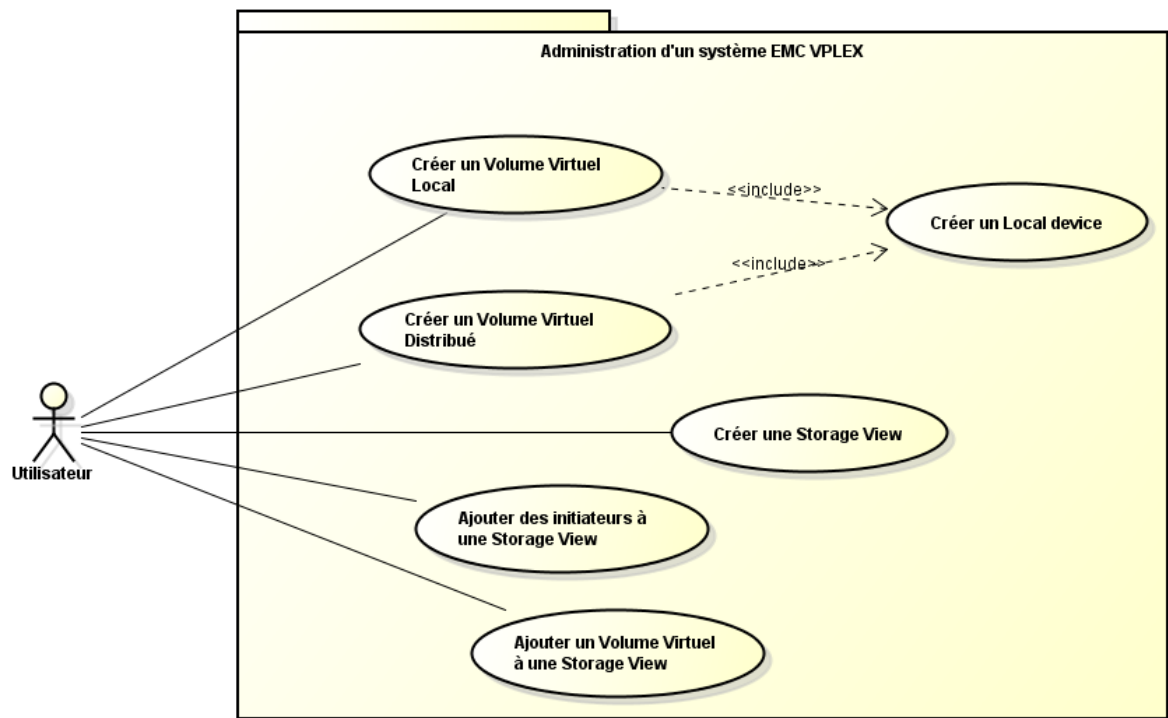 Administration d'un système EMC VPLEX
Créer un Volume Virtuel
Local
<<include>>
Créer un Local device
<<include>>
Créer un Volume Virtuel
Distribué
Créer une Storage View
Utilisateur
Ajouter des initiateurs à
une Storage View
Ajouter un Volume Virtuel
à une Storage View